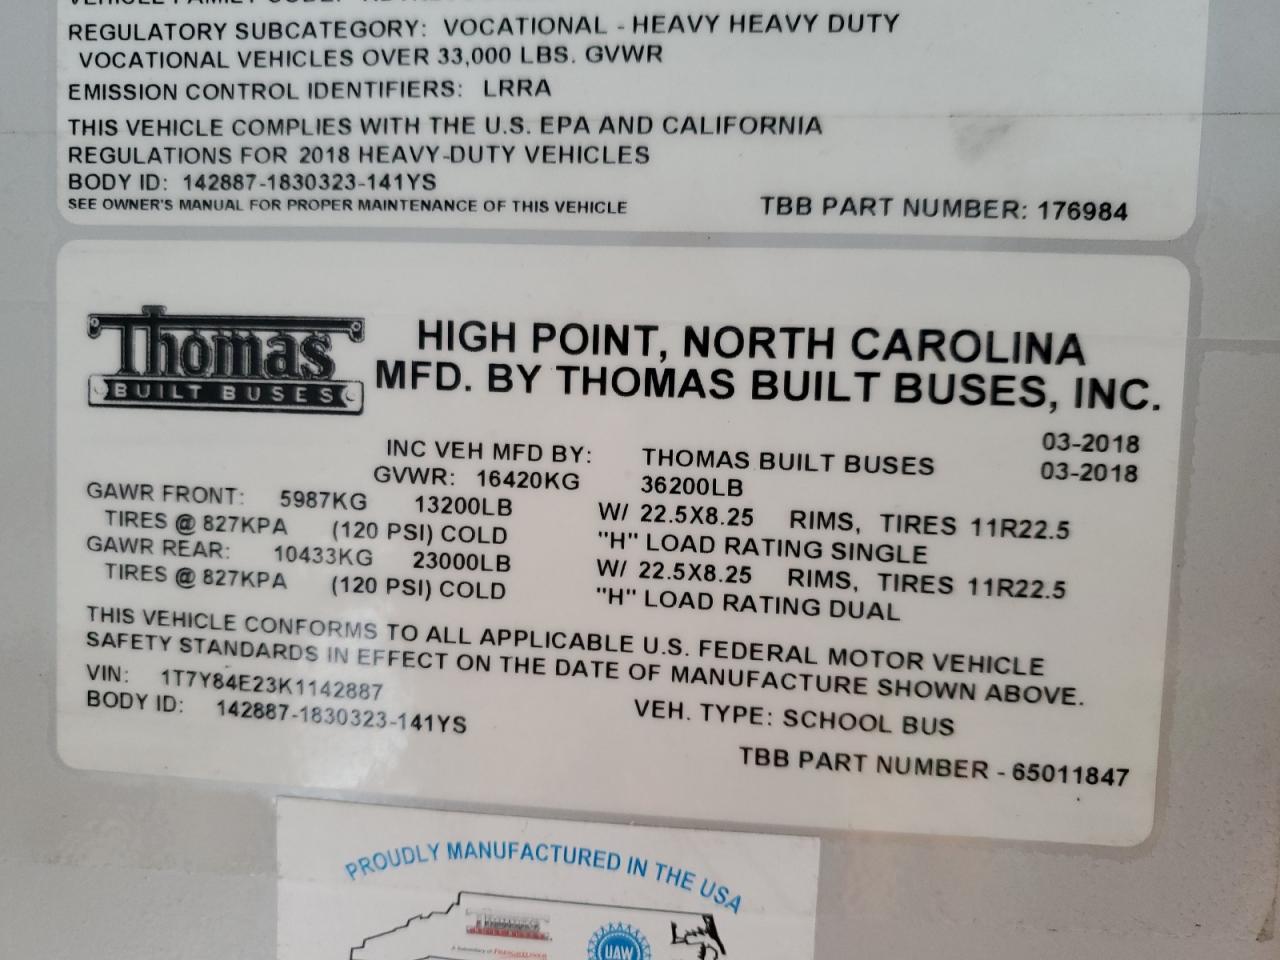 VEHICLE FAMILY CODE:
REGULATORY SUBCATEGORY: VOCATIONAL - HEAVY HEAVY DUTY
VOCATIONAL VEHICLES OVER 33,000 LBS. GVWR
EMISSION CONTROL IDENTIFIERS: LRRA
THIS VEHICLE COMPLIES WITH THE U.S. EPA AND CALIFORNIA
REGULATIONS FOR 2018 HEAVY-DUTY VEHICLES
BODY ID: 142887-1830323-141YS
SEE OWNER'S MANUAL FOR PROPER MAINTENANCE OF THIS VEHICLE TBB PART NUMBER: 176984
Thomas
BUILT BUSES
HIGH POINT, NORTH CAROLINA
MFD. BY THOMAS BUILT BUSES, INC.
03-2018
INC VEH MFD BY: THOMAS BUILT BUSES 03-2018
GVWR: 16420KG 36200LB
GAWR FRONT: 5987KG 13200LB W/ 22.5X8.25 RIMS, TIRES 11R22.5
TIRES @ 827KPA (120 PSI) COLD "H" LOAD RATING SINGLE
GAWR REAR: 10433KG 23000LB W/ 22.5X8.25 RIMS, TIRES 11R22.5
TIRES @ 827KPA (120 PSI) COLD "H" LOAD RATING DUAL
THIS VEHICLE CONFORMS TO ALL APPLICABLE U.S. FEDERAL MOTOR VEHICLE
SAFETY STANDARDS IN EFFECT ON THE DATE OF MANUFACTURE SHOWN ABOVE.
VIN: 1T7Y84E23K1142887
BODY ID: 142887-1830323-141YS VEH. TYPE: SCHOOL BUS
TBB PART NUMBER - 65011847
PROUDLY MANUFACTURED IN THE USA
Thomas
BUILT BUSES
UAW